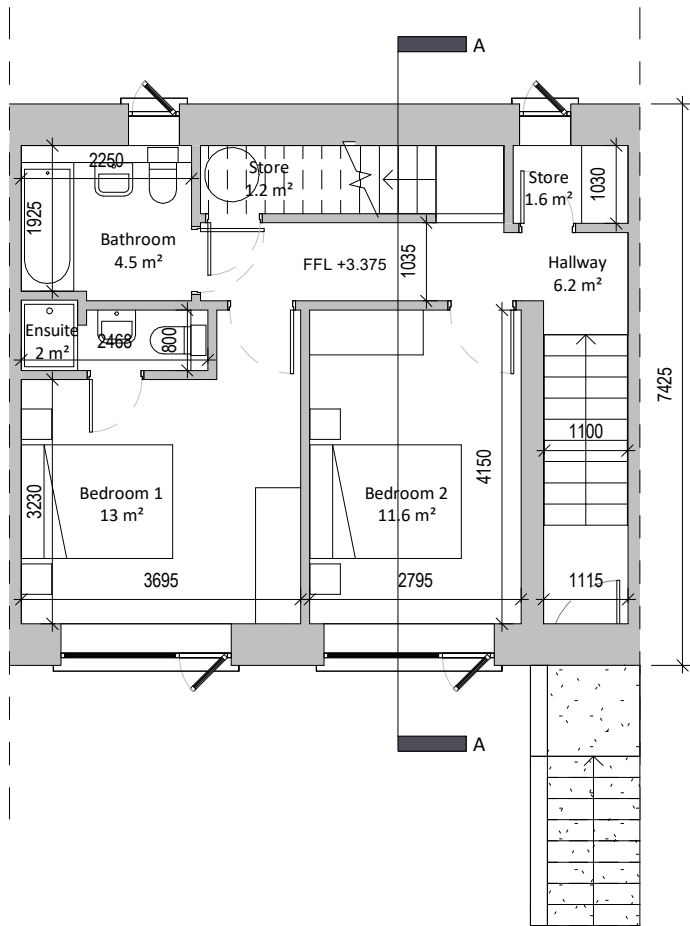 A
2250
Store
1.2 m²
Store
1.6 m²
1030
1925
Bathroom
4.5 m²
FFL +3.375
1035
Hallway
6.2 m²
Ensuite
2 m²
2468
800
7425
1100
4150
3230
Bedroom 1
13 m²
Bedroom 2
11.6 m²
3695
2795
1115
A